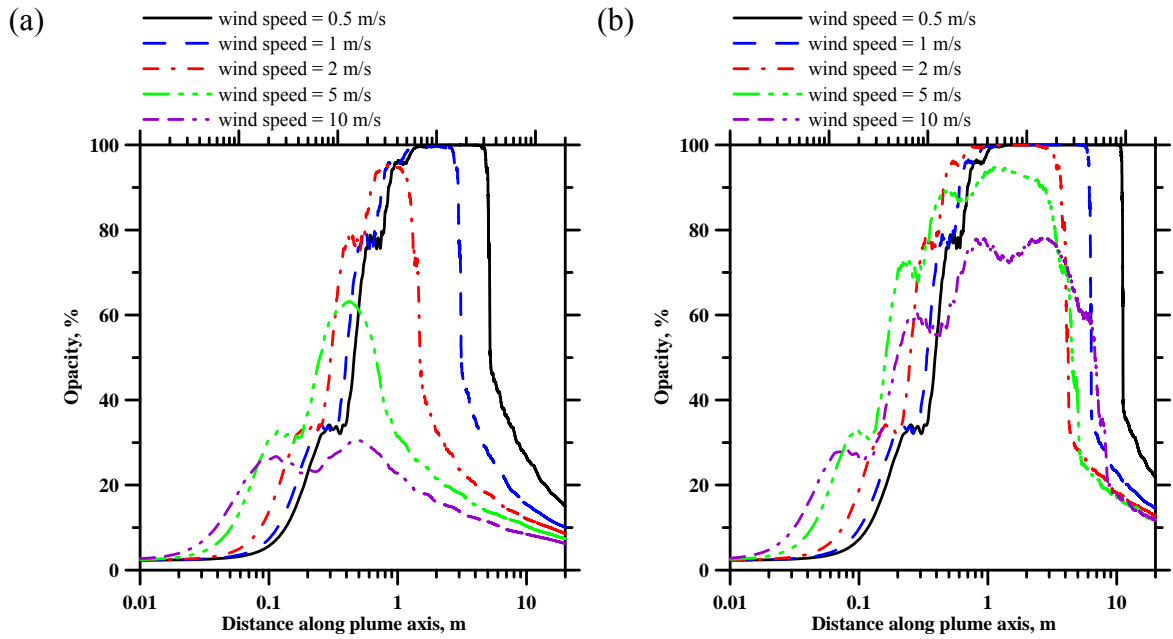 (a)
wind speed = 0.5 m/s
wind speed = 1 m/s
wind speed = 2 m/s
wind speed = 5 m/s
wind speed = 10 m/s
100
80
60
40
20
0
Opacity, %
0.01 0.1 1 10
Distance along plume axis, m
(b)
wind speed = 0.5 m/s
wind speed = 1 m/s
wind speed = 2 m/s
wind speed = 5 m/s
wind speed = 10 m/s
100
80
60
40
20
0
Opacity, %
0.01 0.1 1 10
Distance along plume axis, m